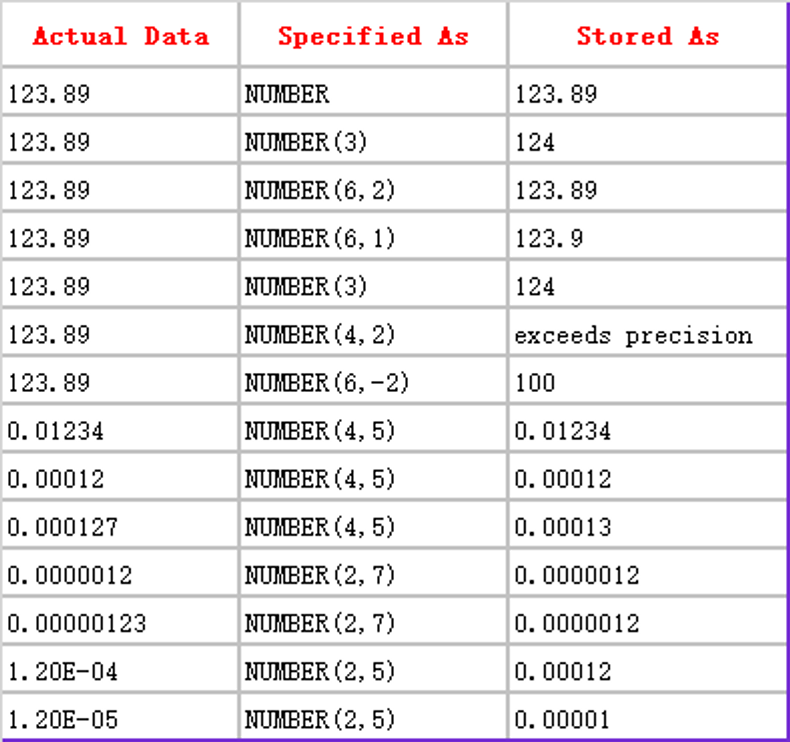 Actual Data Specified As Stored As
123.89 NUMBER 123.89
123.89 NUMBER(3) 124
123.89 NUMBER(6,2) 123.89
123.89 NUMBER(6,1) 123.9
123.89 NUMBER(3) 124
123.89 NUMBER(4,2) exceeds precision
123.89 NUMBER(6,-2) 100
0.01234 NUMBER(4,5) 0.01234
0.00012 NUMBER(4,5) 0.00012
0.000127 NUMBER(4,5) 0.00013
0.0000012 NUMBER(2,7) 0.0000012
0.00000123 NUMBER(2,7) 0.0000012
1.20E-04 NUMBER(2,5) 0.00012
1.20E-05 NUMBER(2,5) 0.00001